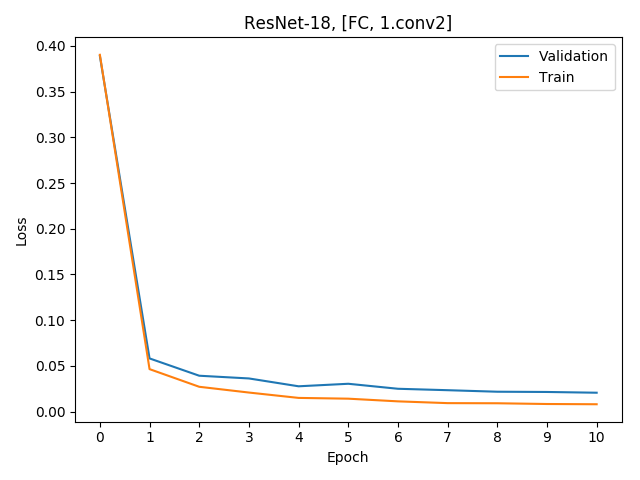 ResNet-18, [FC, 1.conv2]
Validation
Train
0.40
0.35
0.30
0.25
0.20
0.15
0.10
0.05
0.00
Loss
0 1 2 3 4 5 6 7 8 9 10
Epoch